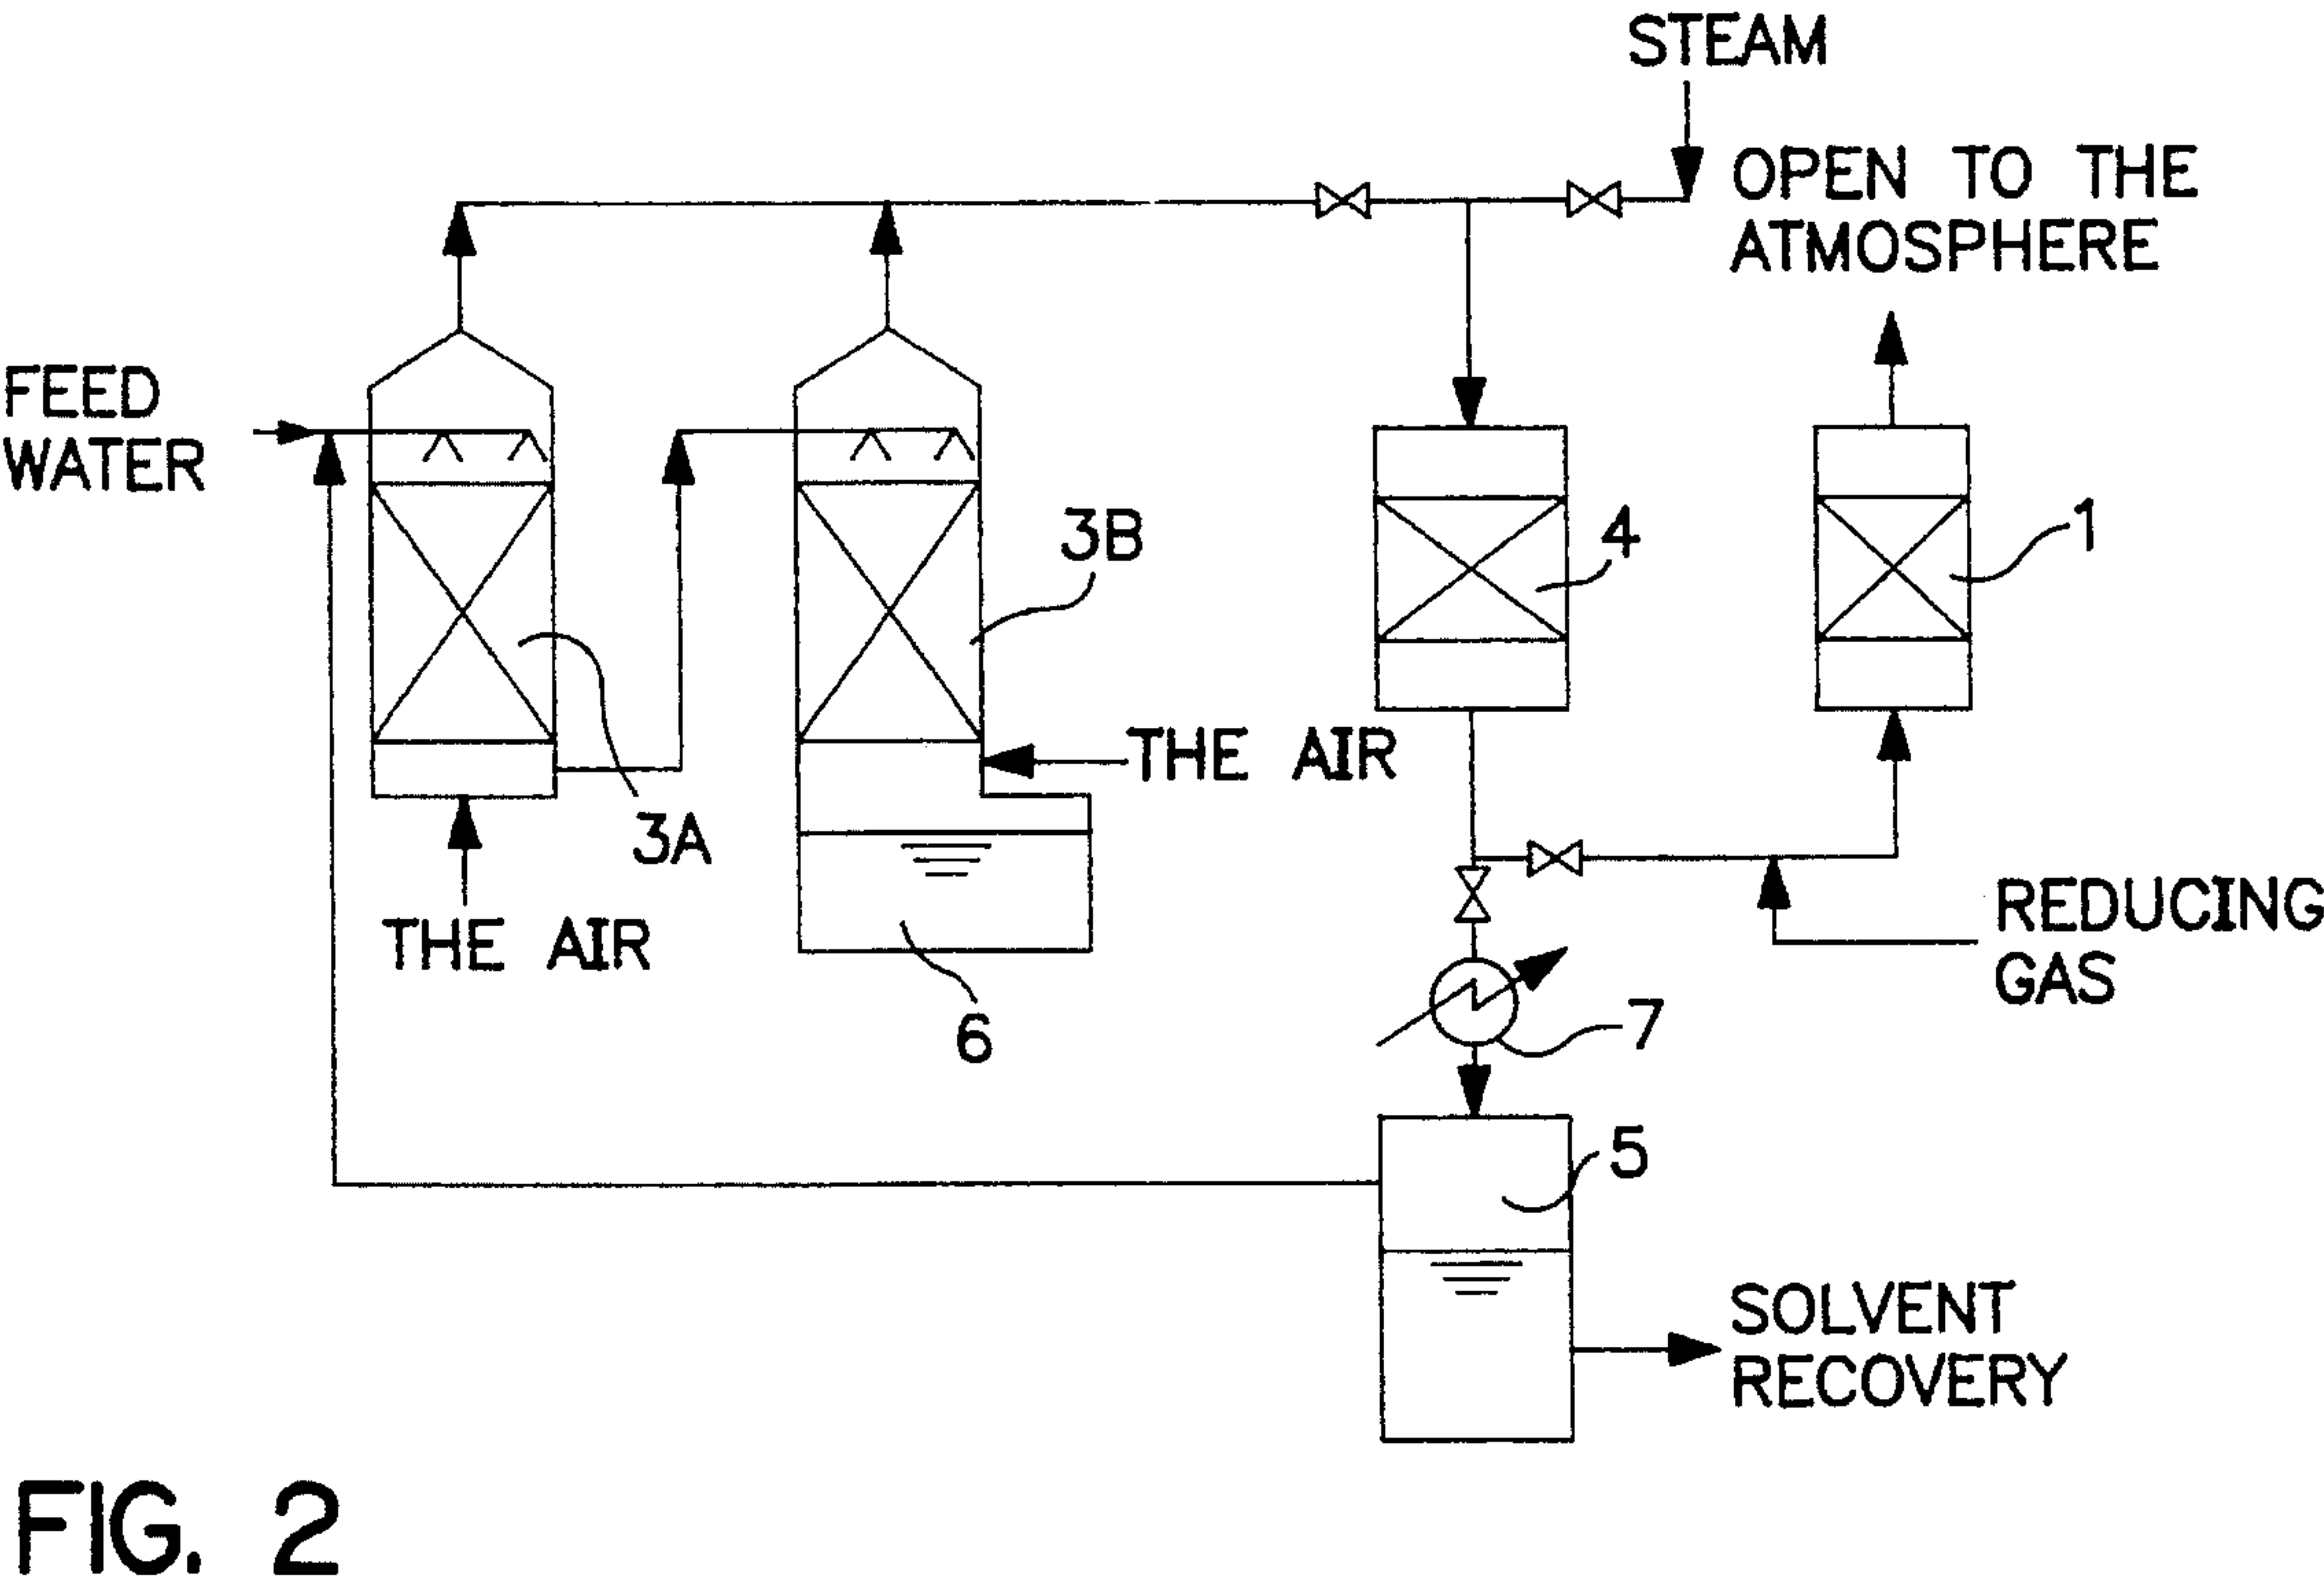 STEAM
OPEN TO THE
ATMOSPHERE
FEED
WATER
3B
4
1
THE AIR
3A
THE AIR
REDUCING
GAS
6
7
5
SOLVENT
RECOVERY
FIG. 2